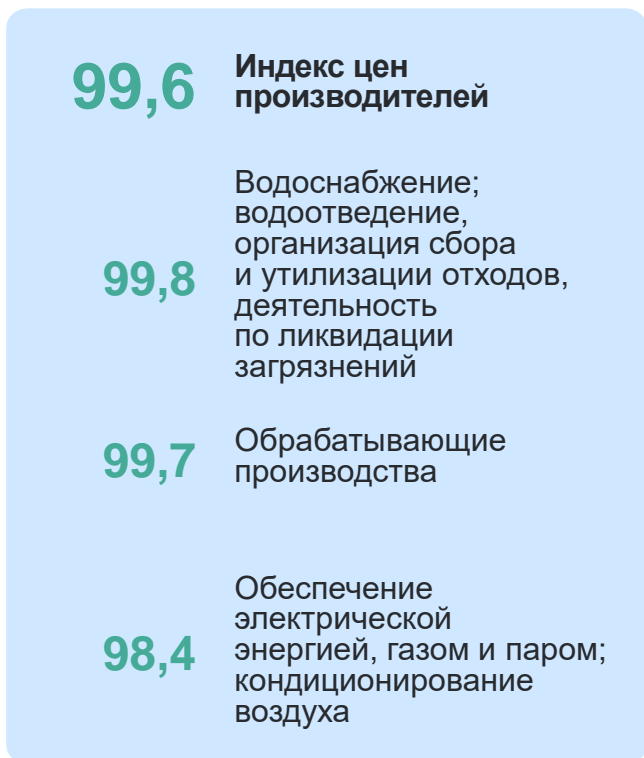 99,6
Индекс цен
производителей
99,8
Водоснабжение;
водоотведение,
организация сбора
и утилизации отходов,
деятельность
по ликвидации
загрязнений
99,7
Обрабатывающие
производства
98,4
Обеспечение
электрической
энергией, газом и паром;
кондиционирование
воздуха